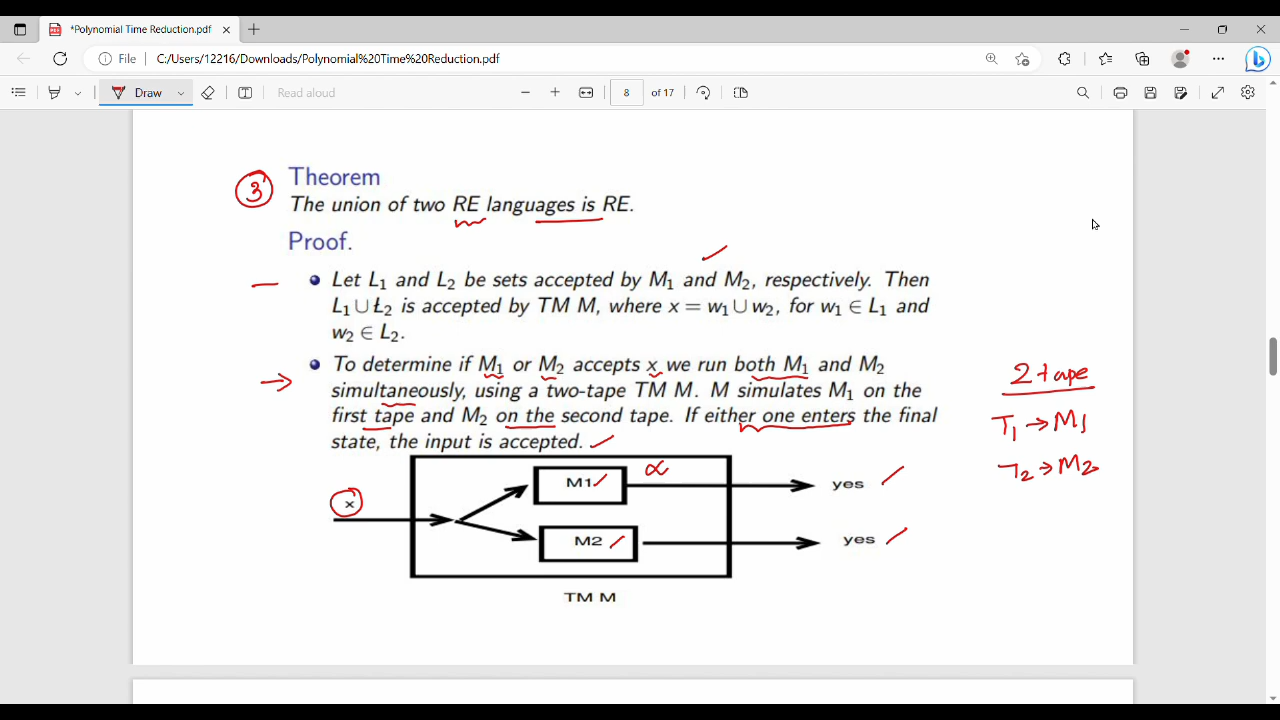 *Polynomial Time Reduction.pdf
File C:/Users/12216/Downloads/Polynomial%20Time%20Reduction.pdf
Draw Read aloud 8 of 17
3
Theorem
The union of two RE languages is RE.
Proof.
Let L₁ and L₂ be sets accepted by M₁ and M₂, respectively. Then
L₁ ∪ Ł₂ is accepted by TM M, where x = w₁ ∪ w₂, for w₁ ∈ L₁ and
w₂ ∈ L₂.
To determine if M₁ or M₂ accepts x we run both M₁ and M₂
simultaneously, using a two-tape TM M. M simulates M₁ on the
first tape and M₂ on the second tape. If either one enters the final
state, the input is accepted.
2 tape
T₁ → M1
T₂ → M2
x
M1
∝
yes
M2
yes
TM M